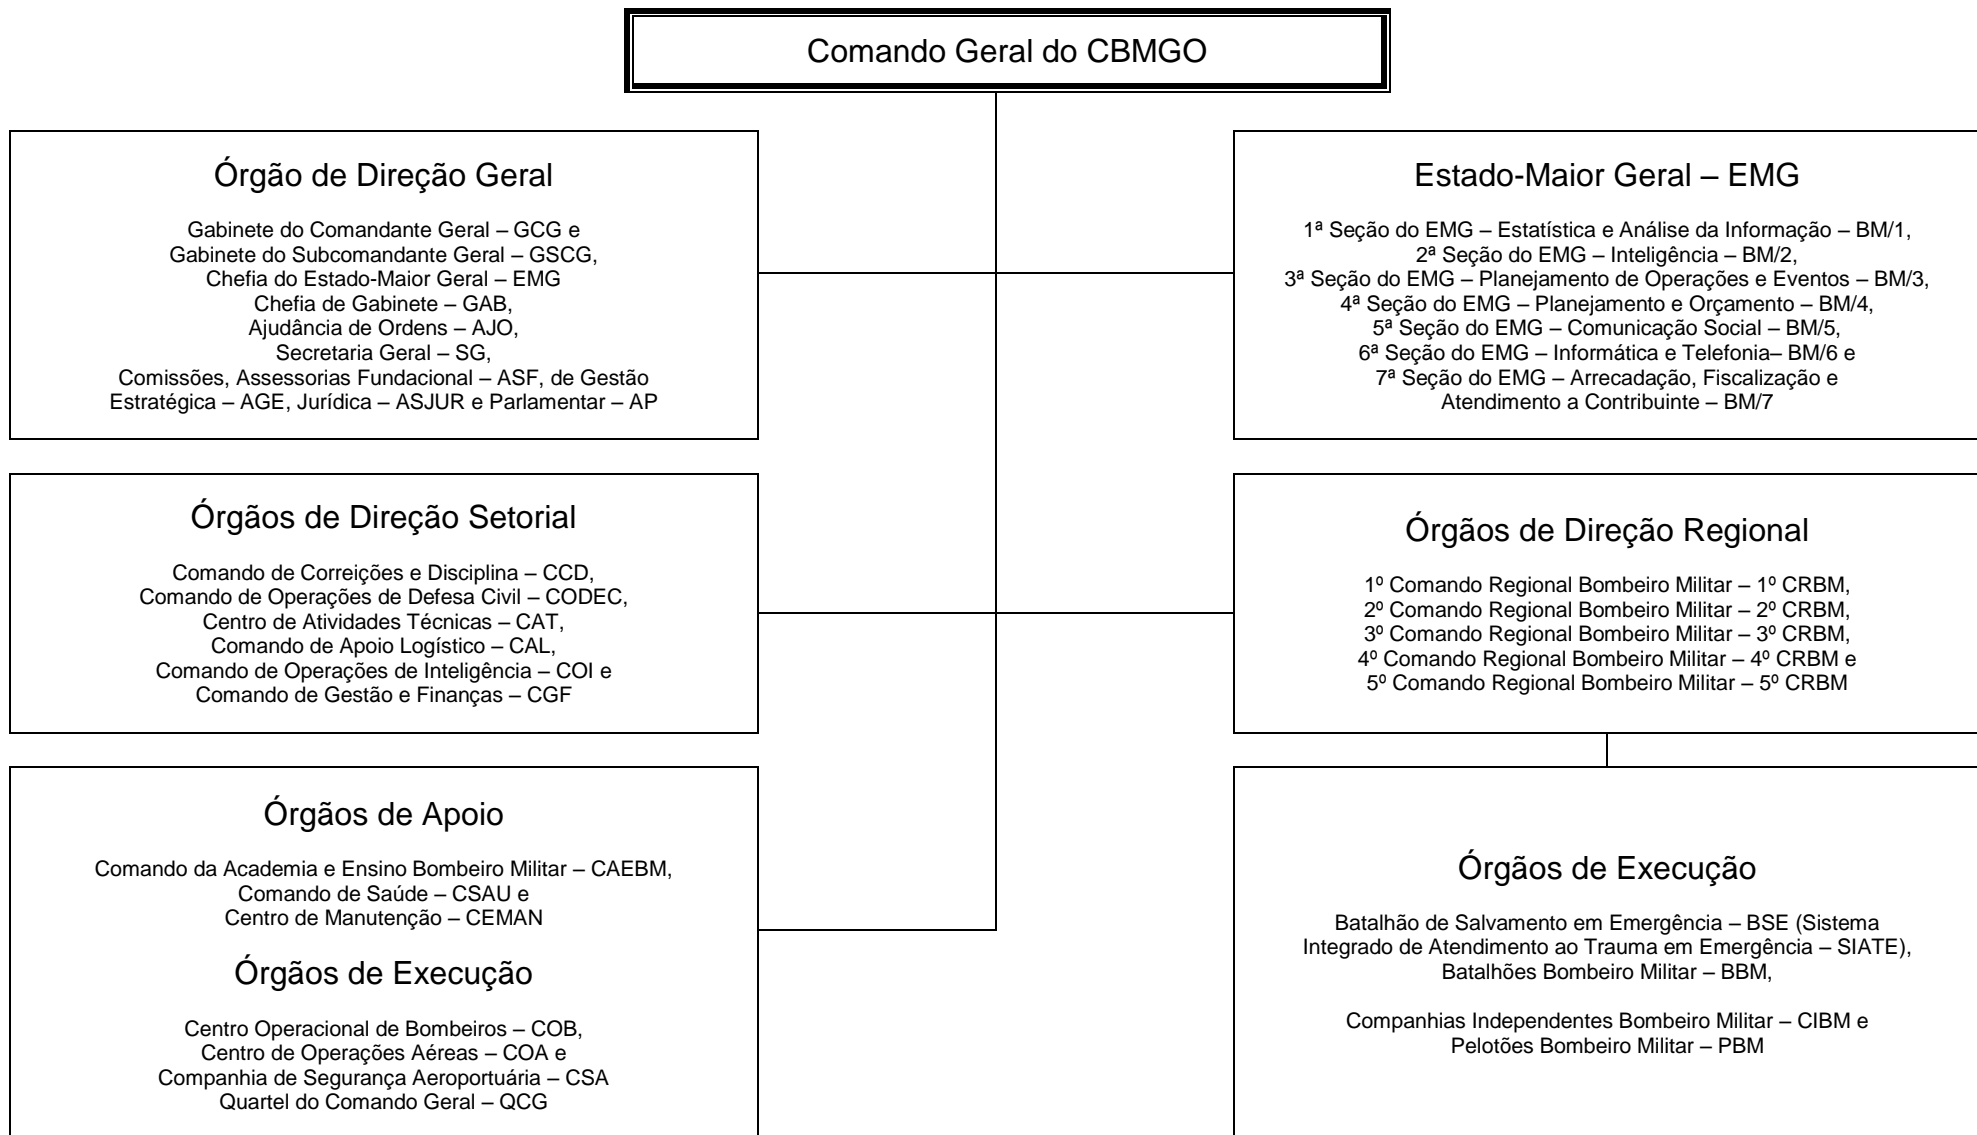 Comando Geral do CBMGO
Órgão de Direção Geral
Gabinete do Comandante Geral – GCG e
Gabinete do Subcomandante Geral – GSCG,
Chefia do Estado-Maior Geral – EMG
Chefia de Gabinete – GAB,
Ajudância de Ordens – AJO,
Secretaria Geral – SG,
Comissões, Assessorias Fundacional – ASF, de Gestão
Estratégica – AGE, Jurídica – ASJUR e Parlamentar – AP
Estado-Maior Geral – EMG
1ª Seção do EMG – Estatística e Análise da Informação – BM/1,
2ª Seção do EMG – Inteligência – BM/2,
3ª Seção do EMG – Planejamento de Operações e Eventos – BM/3,
4ª Seção do EMG – Planejamento e Orçamento – BM/4,
5ª Seção do EMG – Comunicação Social – BM/5,
6ª Seção do EMG – Informática e Telefonia– BM/6 e
7ª Seção do EMG – Arrecadação, Fiscalização e
Atendimento a Contribuinte – BM/7
Órgãos de Direção Setorial
Comando de Correições e Disciplina – CCD,
Comando de Operações de Defesa Civil – CODEC,
Centro de Atividades Técnicas – CAT,
Comando de Apoio Logístico – CAL,
Comando de Operações de Inteligência – COI e
Comando de Gestão e Finanças – CGF
Órgãos de Direção Regional
1º Comando Regional Bombeiro Militar – 1º CRBM,
2º Comando Regional Bombeiro Militar – 2º CRBM,
3º Comando Regional Bombeiro Militar – 3º CRBM,
4º Comando Regional Bombeiro Militar – 4º CRBM e
5º Comando Regional Bombeiro Militar – 5º CRBM
Órgãos de Apoio
Comando da Academia e Ensino Bombeiro Militar – CAEBM,
Comando de Saúde – CSAU e
Centro de Manutenção – CEMAN
Órgãos de Execução
Centro Operacional de Bombeiros – COB,
Centro de Operações Aéreas – COA e
Companhia de Segurança Aeroportuária – CSA
Quartel do Comando Geral – QCG
Órgãos de Execução
Batalhão de Salvamento em Emergência – BSE (Sistema
Integrado de Atendimento ao Trauma em Emergência – SIATE),
Batalhões Bombeiro Militar – BBM,
Companhias Independentes Bombeiro Militar – CIBM e
Pelotões Bombeiro Militar – PBM